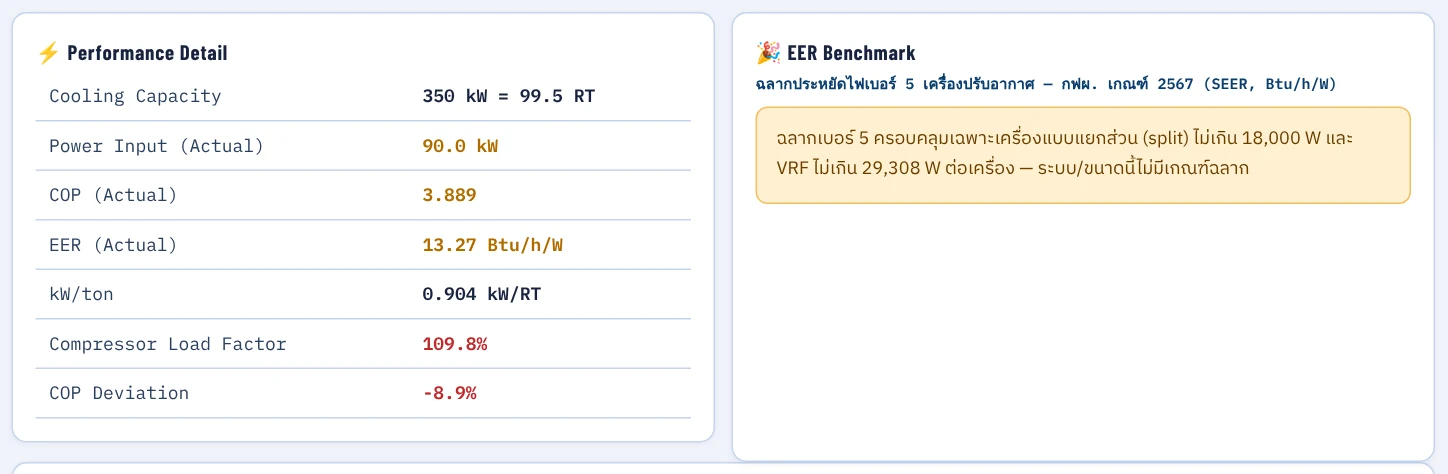 ⚡ Performance Detail
Cooling Capacity 350 kW = 99.5 RT
Power Input (Actual) 90.0 kW
COP (Actual) 3.889
EER (Actual) 13.27 Btu/h/W
kW/ton 0.904 kW/RT
Compressor Load Factor 109.8%
COP Deviation -8.9%
🎉 EER Benchmark
ฉลากประหยัดไฟเบอร์ 5 เครื่องปรับอากาศ — กฟผ. เกณฑ์ 2567 (SEER, Btu/h/W)
ฉลากเบอร์ 5 ครอบคลุมเฉพาะเครื่องแบบแยกส่วน (split) ไม่เกิน 18,000 W และ
VRF ไม่เกิน 29,308 W ต่อเครื่อง — ระบบ/ขนาดนี้ไม่มีเกณฑ์ฉลาก